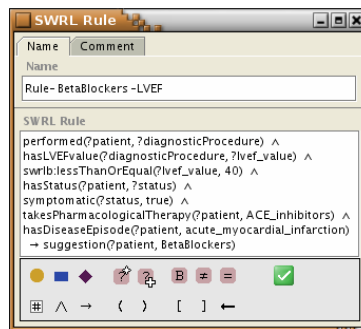 SWRL Rule
Name
Comment
Name
Rule- BetaBlockers -LVEF
SWRL Rule
performed(?patient, ?diagnosticProcedure) ∧
hasLVEFvalue(?diagnosticProcedure, ?lvef_value) ∧
swrlb:lessThanOrEqual(?lvef_value, 40) ∧
hasStatus(?patient, ?status) ∧
symptomatic(?status, true) ∧
takesPharmacologicalTherapy(?patient, ACE_inhibitors) ∧
hasDiseaseEpisode(?patient, acute_myocardial_infarction)
→ suggestion(?patient, BetaBlockers)
? ? B ≠ =
# ∧ → ( ) [ ] ←